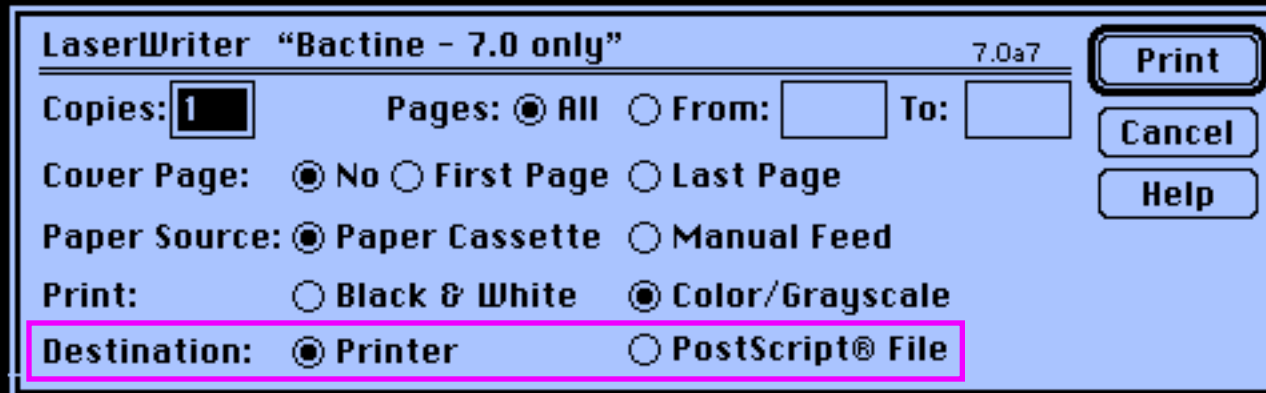 LaserWriter “Bactine - 7.0 only” 7.0a7 Print
Copies: 1 Pages: All From: To:
Cancel
Cover Page: No First Page Last Page
Help
Paper Source: Paper Cassette Manual Feed
Print: Black & White Color/Grayscale
Destination: Printer PostScript® File